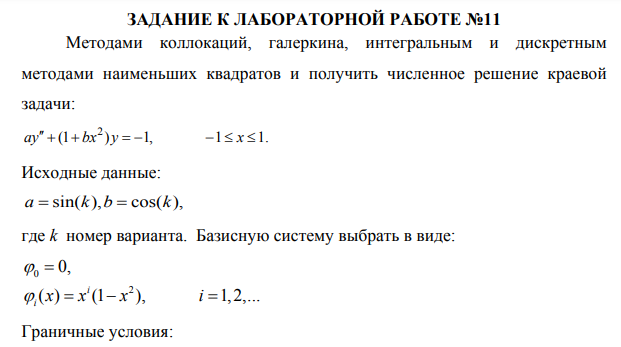 ЗАДАНИЕ К ЛАБОРАТОРНОЙ РАБОТЕ №11
Методами коллокаций, галеркина, интегральным и дискретным
методами наименьших квадратов и получить численное решение краевой
задачи:
ay″ + (1 + bx²)y = −1, −1 ≤ x ≤ 1.
Исходные данные:
a = sin(k), b = cos(k),
где k номер варианта. Базисную систему выбрать в виде:
φ₀ = 0,
φᵢ(x) = xⁱ(1 − x²), i = 1, 2,...
Граничные условия: